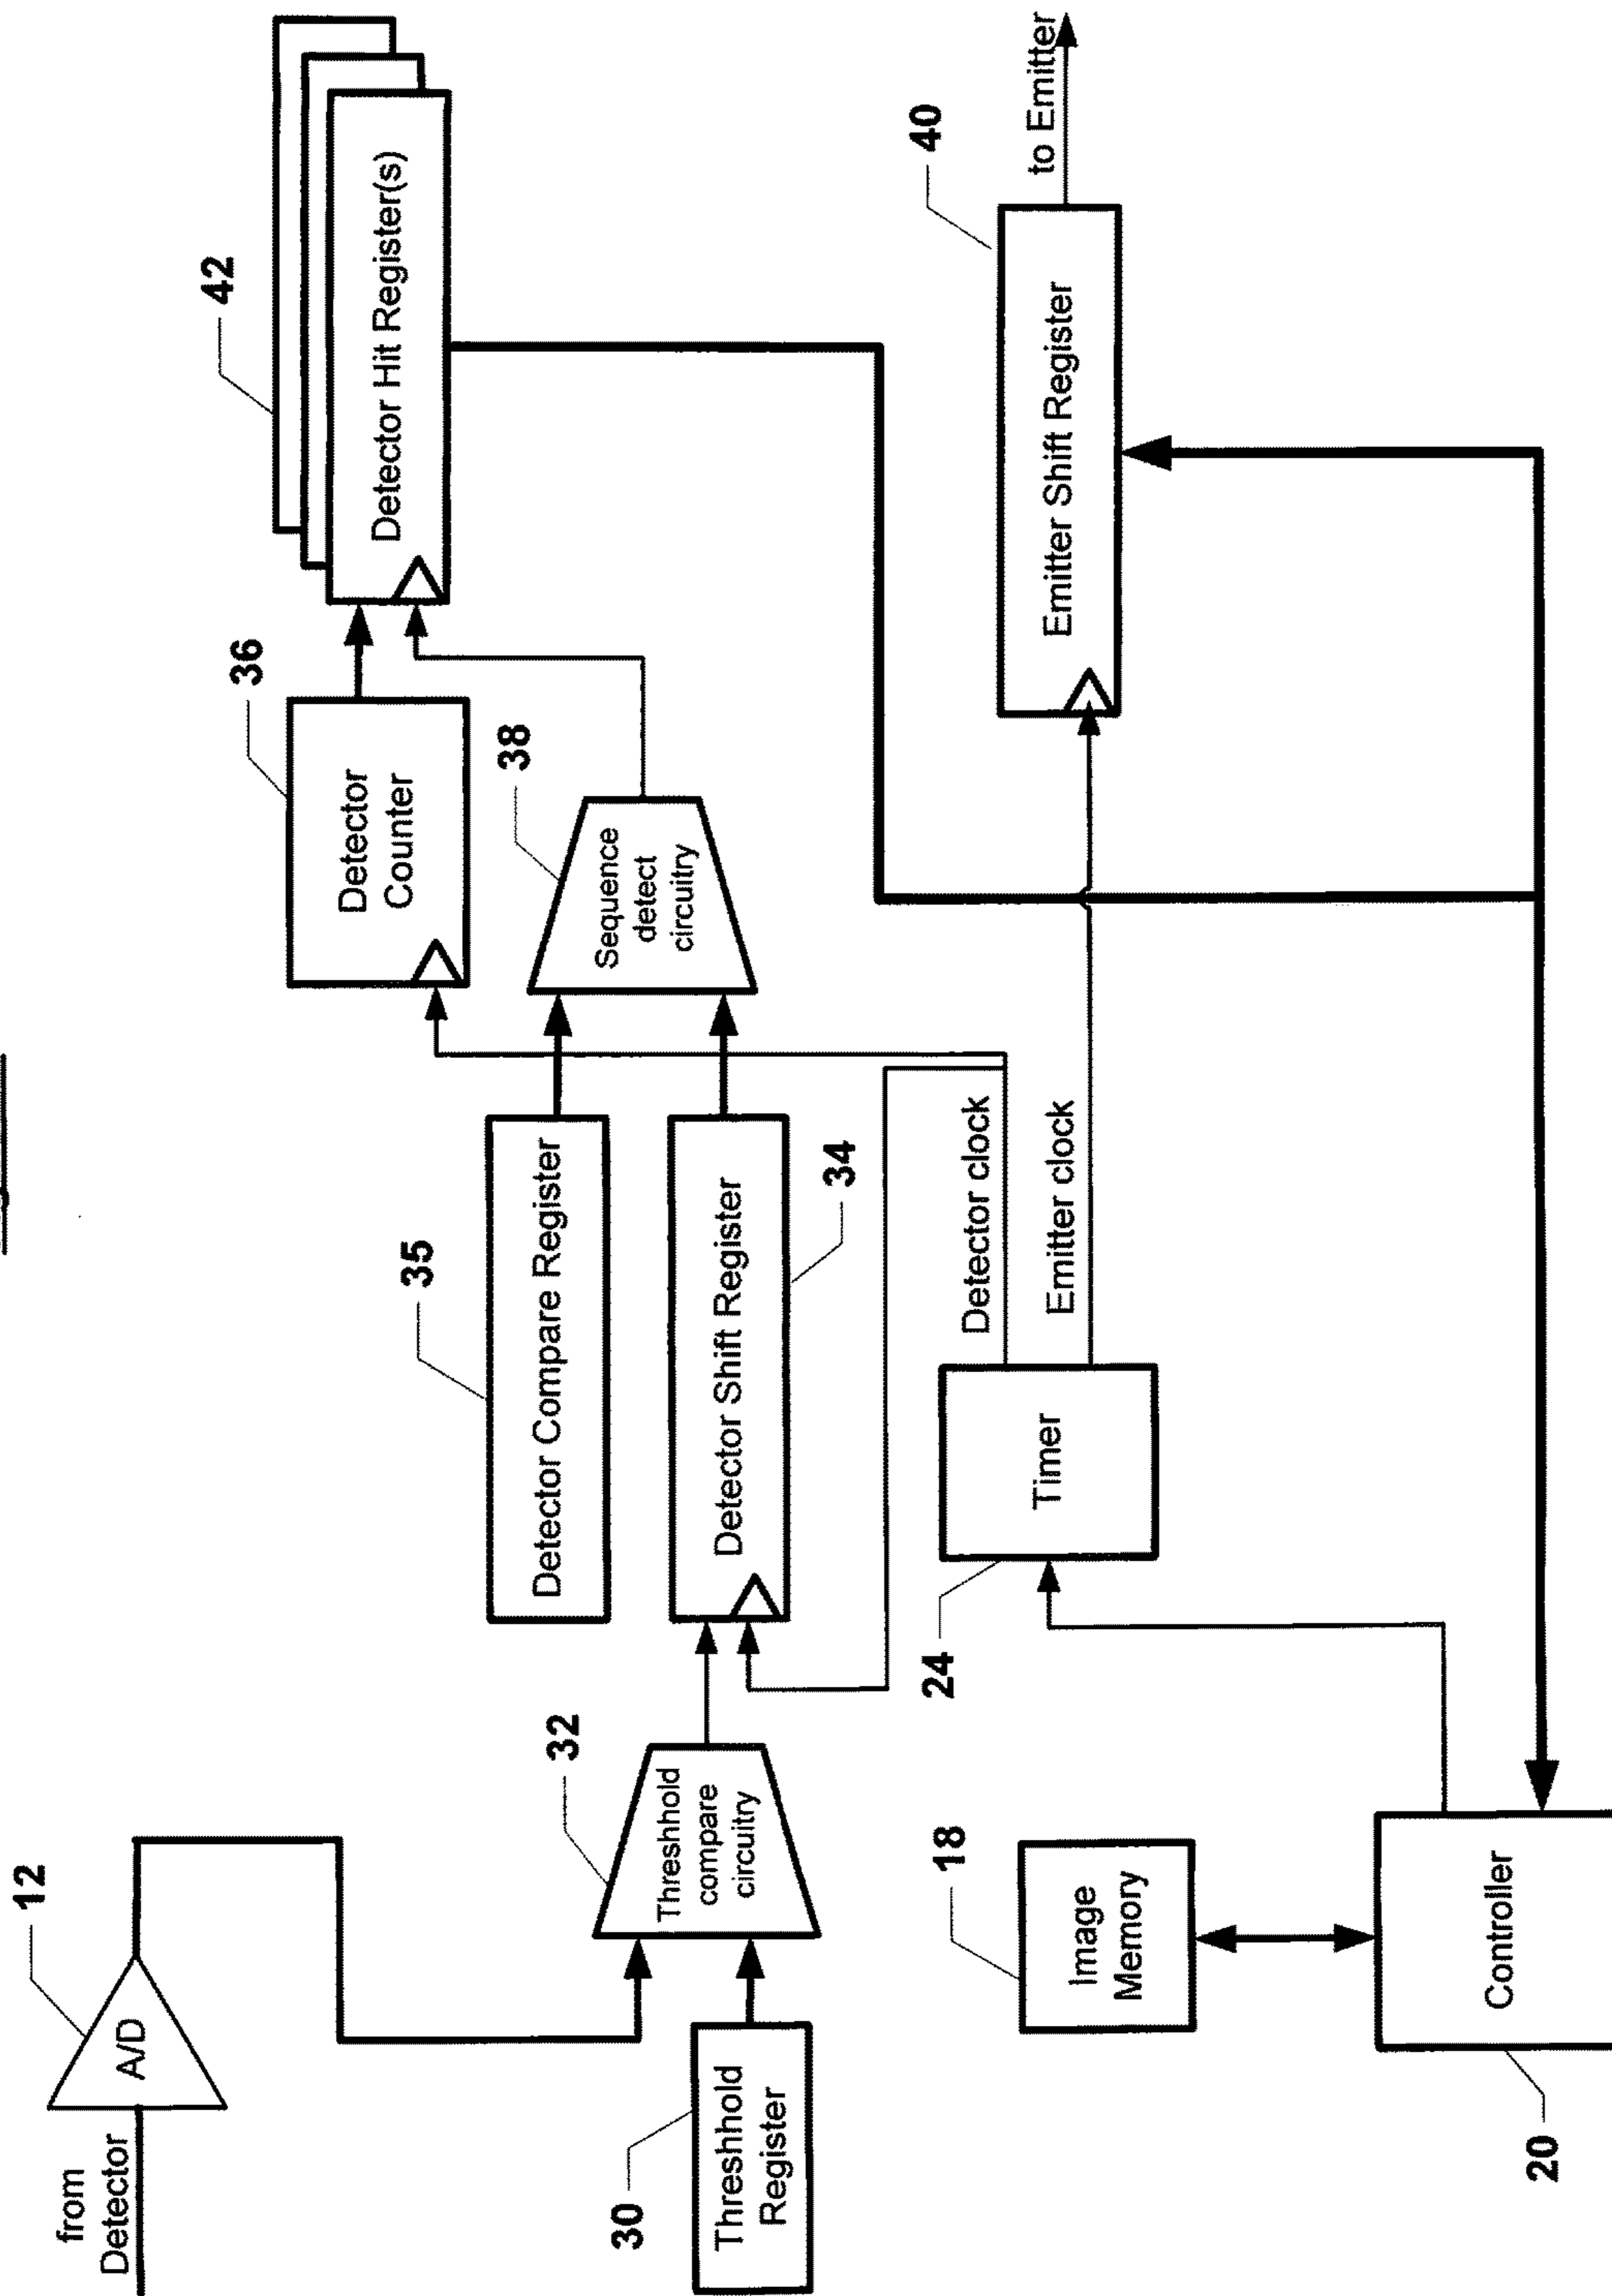 from
Detector
12
A/D
30
Threshhold
Register
32
Threshhold
compare
circuitry
35
Detector Compare Register
Detector Shift Register
34
38
Sequence
detect
circuitry
36
Detector
Counter
42
Detector Hit Register(s)
18
Image
Memory
20
Controller
24
Timer
Detector clock
Emitter clock
40
Emitter Shift Register
to Emitter